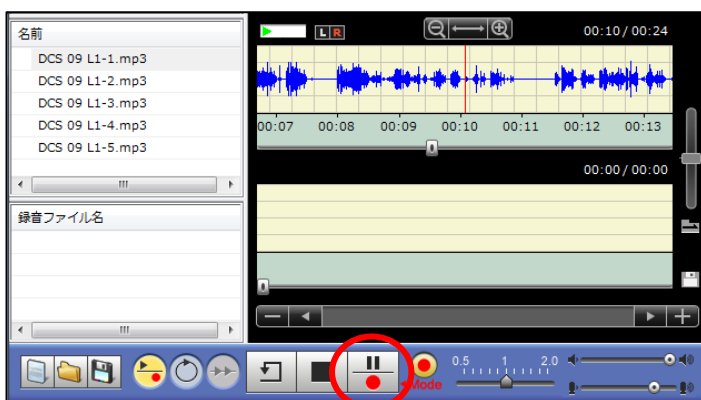 名前
DCS 09 L1-1.mp3
DCS 09 L1-2.mp3
DCS 09 L1-3.mp3
DCS 09 L1-4.mp3
DCS 09 L1-5.mp3
録音ファイル名
L R
00:10 / 00:24
00:07 00:08 00:09 00:10 00:11 00:12 00:13
00:00 / 00:00
Mode
0.5 1 2.0